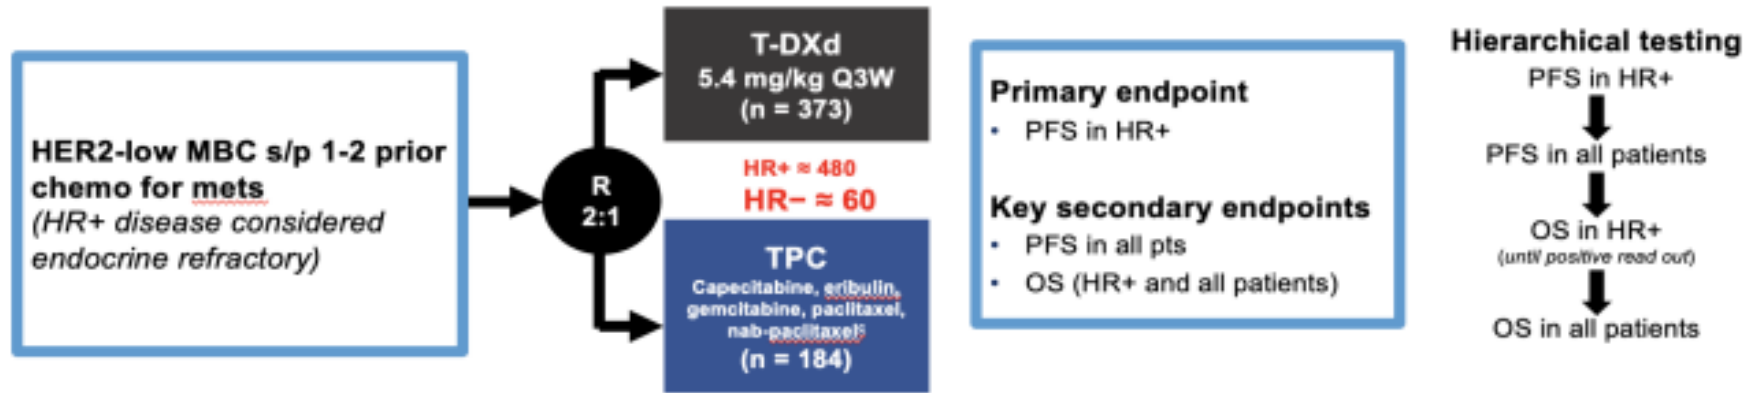 HER2-low MBC s/p 1-2 prior
chemo for mets
(HR+ disease considered
endocrine refractory)
R
2:1
T-DXd
5.4 mg/kg Q3W
(n = 373)
HR+ ≈ 480
HR− ≈ 60
TPC
Capecitabine, eribulin,
gemcitabine, paclitaxel,
nab-paclitaxel§
(n = 184)
Primary endpoint
• PFS in HR+
Key secondary endpoints
• PFS in all pts
• OS (HR+ and all patients)
Hierarchical testing
PFS in HR+
PFS in all patients
OS in HR+
(until positive read out)
OS in all patients